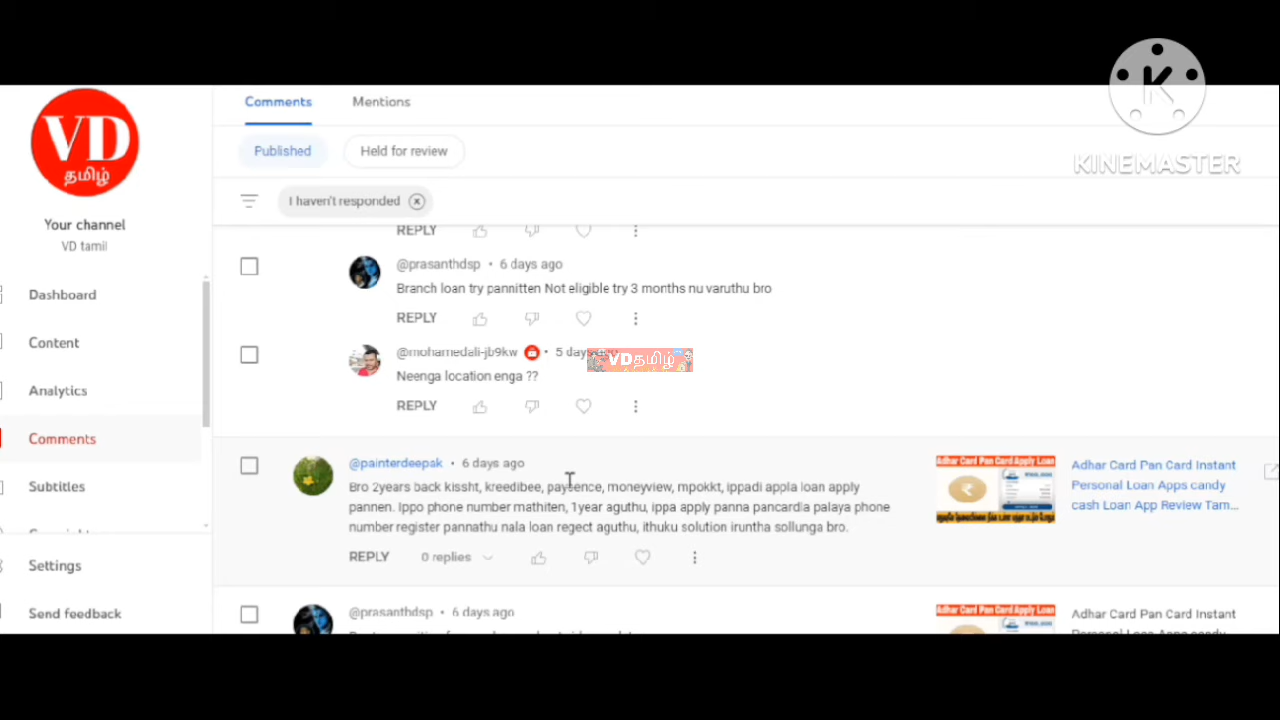 KINEMASTER
VD
தமிழ்
Your channel
VD tamil
Dashboard
Content
Analytics
Comments
Subtitles
Settings
Send feedback
Comments Mentions
Published Held for review
I haven't responded
REPLY
@prasanthdsp • 6 days ago
Branch loan try pannitten Not eligible try 3 months nu varuthu bro
REPLY
@mohamedali-jb9kw • 5 days
VDதமிழ்
Neenga location enga ??
REPLY
@painterdeepak • 6 days ago
Bro 2years back kissht, kreedibee, paysence, moneyview, mpokkt, ippadi appla loan apply
pannen. Ippo phone number mathiten, 1year aguthu, ippa apply panna pancardla palaya phone
number register pannathu nala loan regect aguthu, ithuku solution iruntha sollunga bro.
REPLY 0 replies
Adhar Card Pan Card Apply Loan
Adhar Card Pan Card Instant
Personal Loan Apps candy
cash Loan App Review Tam...
@prasanthdsp • 6 days ago
Adhar Card Pan Card Apply Loan
Adhar Card Pan Card Instant